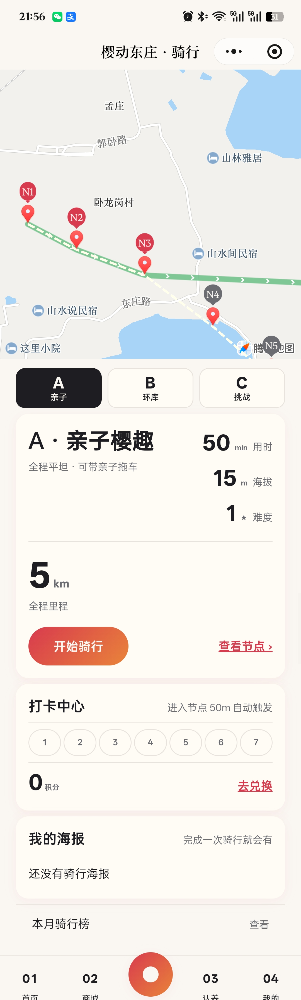 21:56
支
5G 5G 31
樱动东庄 · 骑行
孟庄
郭卧路
山林雅居
N1
卧龙岗村
N2
N3
山水间民宿
N4
东庄路
山水说民宿
这里小院
腾 N5 地图
A B C
亲子 环库 挑战
A · 亲子樱趣
50 min 用时
全程平坦 · 可带亲子拖车
15 m 海拔
1 ★ 难度
5 km
全程里程
开始骑行 查看节点 ›
打卡中心 进入节点 50m 自动触发
1 2 3 4 5 6 7
0 积分 去兑换
我的海报 完成一次骑行就会有
还没有骑行海报
本月骑行榜 查看
01 02 03 04
首页 商城 认养 我的